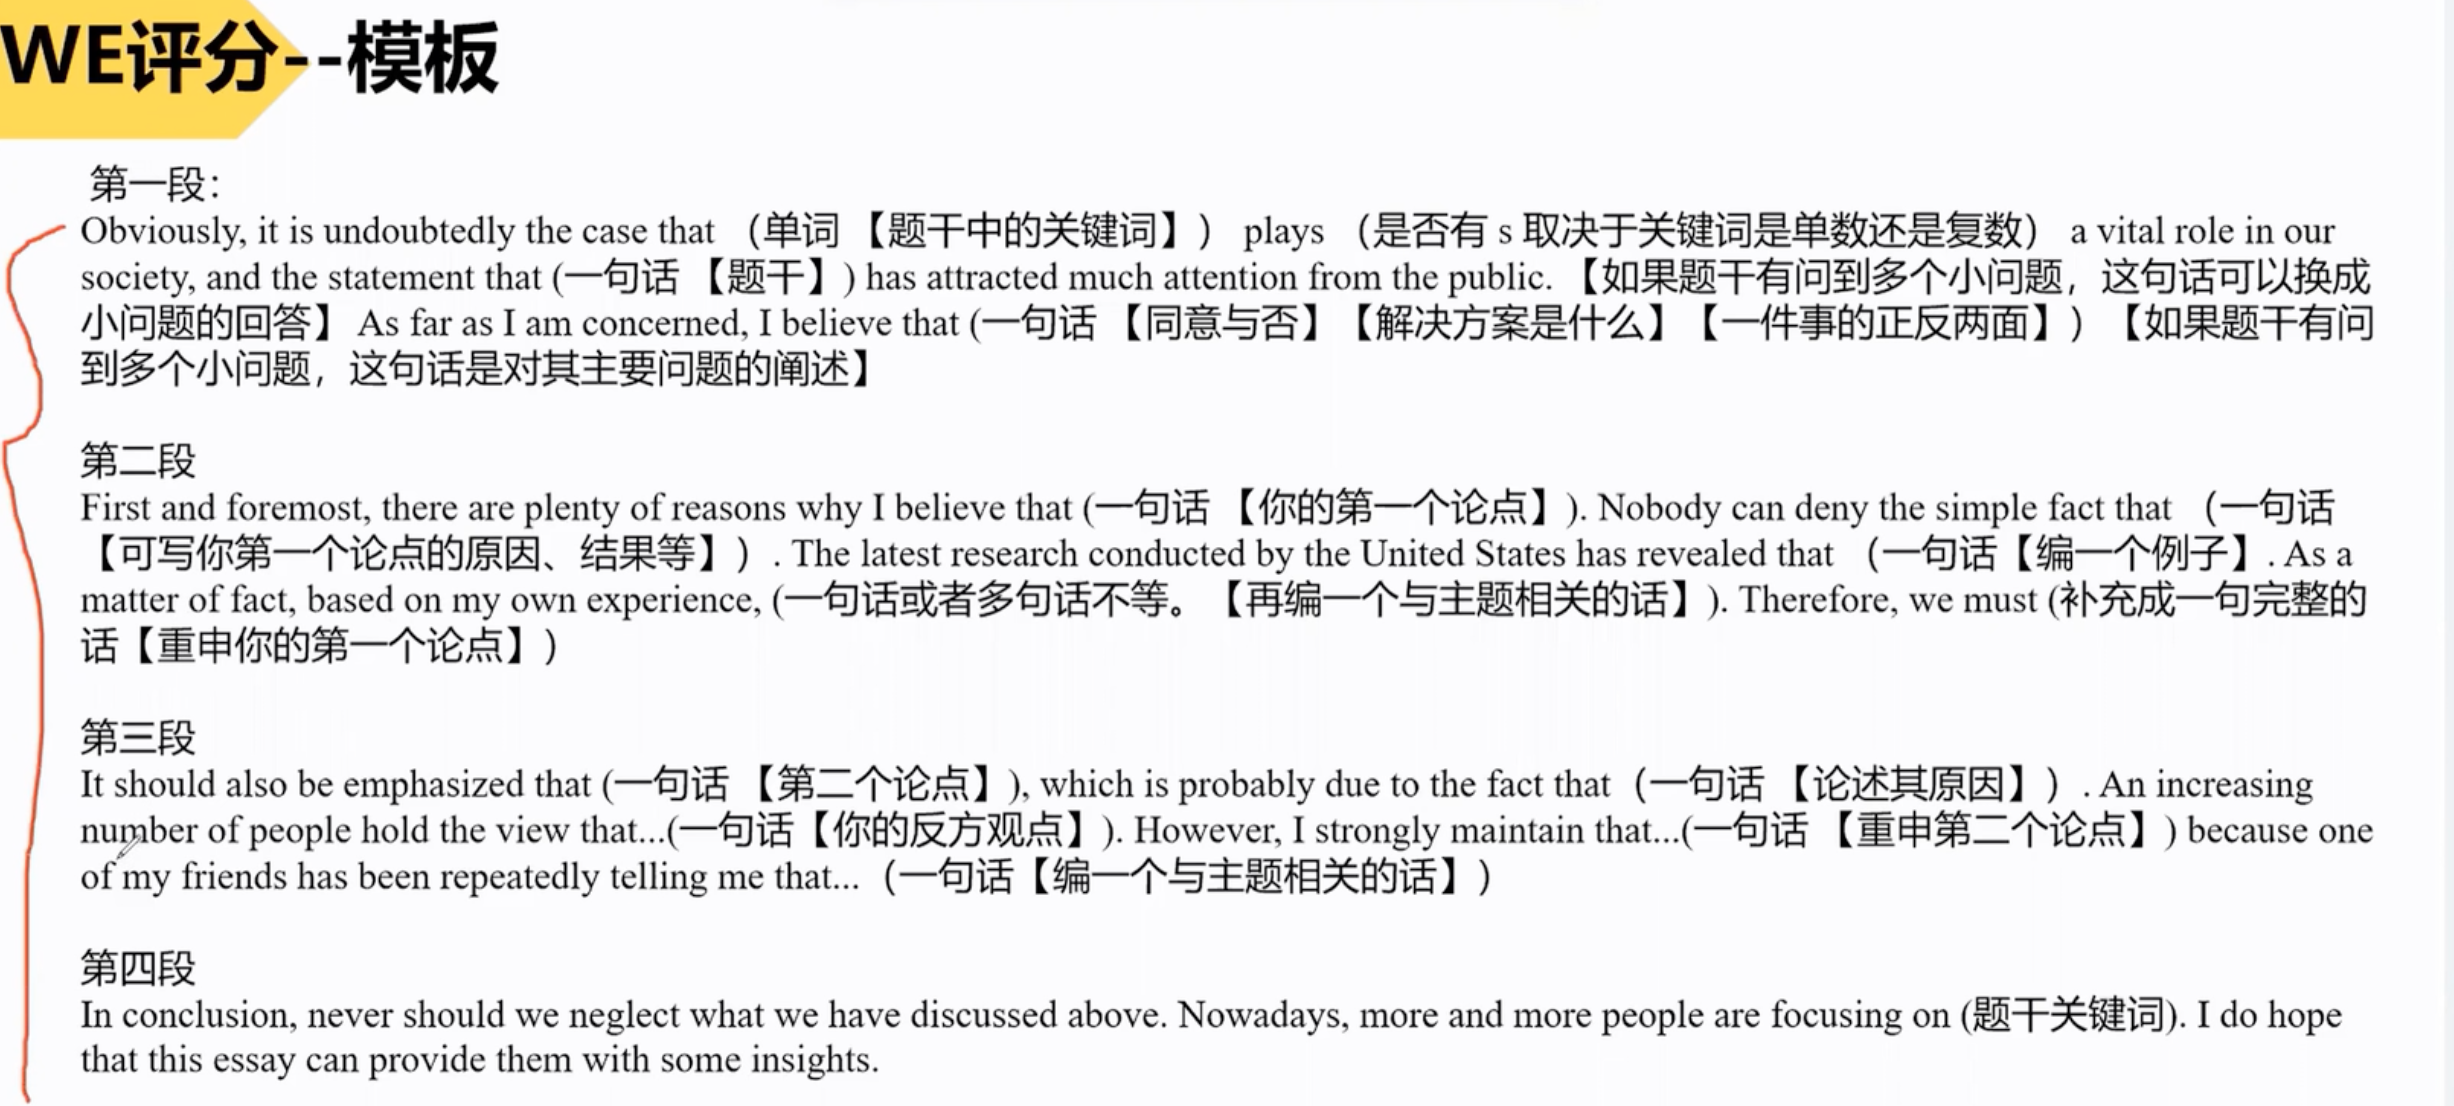 WE评分--模板
第一段：
Obviously, it is undoubtedly the case that （单词 【题干中的关键词】） plays （是否有 s 取决于关键词是单数还是复数） a vital role in our
society, and the statement that (一句话 【题干】) has attracted much attention from the public. 【如果题干有问到多个小问题，这句话可以换成
小问题的回答】 As far as I am concerned, I believe that (一句话 【同意与否】【解决方案是什么】【一件事的正反两面】) 【如果题干有问
到多个小问题，这句话是对其主要问题的阐述】
第二段
First and foremost, there are plenty of reasons why I believe that (一句话 【你的第一个论点】). Nobody can deny the simple fact that （一句话
【可写你第一个论点的原因、结果等】）. The latest research conducted by the United States has revealed that （一句话【编一个例子】. As a
matter of fact, based on my own experience, (一句话或者多句话不等。【再编一个与主题相关的话】). Therefore, we must (补充成一句完整的
话【重申你的第一个论点】）
第三段
It should also be emphasized that (一句话 【第二个论点】), which is probably due to the fact that （一句话 【论述其原因】）. An increasing
number of people hold the view that...(一句话【你的反方观点】). However, I strongly maintain that...(一句话 【重申第二个论点】) because one
of my friends has been repeatedly telling me that... （一句话【编一个与主题相关的话】）
第四段
In conclusion, never should we neglect what we have discussed above. Nowadays, more and more people are focusing on (题干关键词). I do hope
that this essay can provide them with some insights.